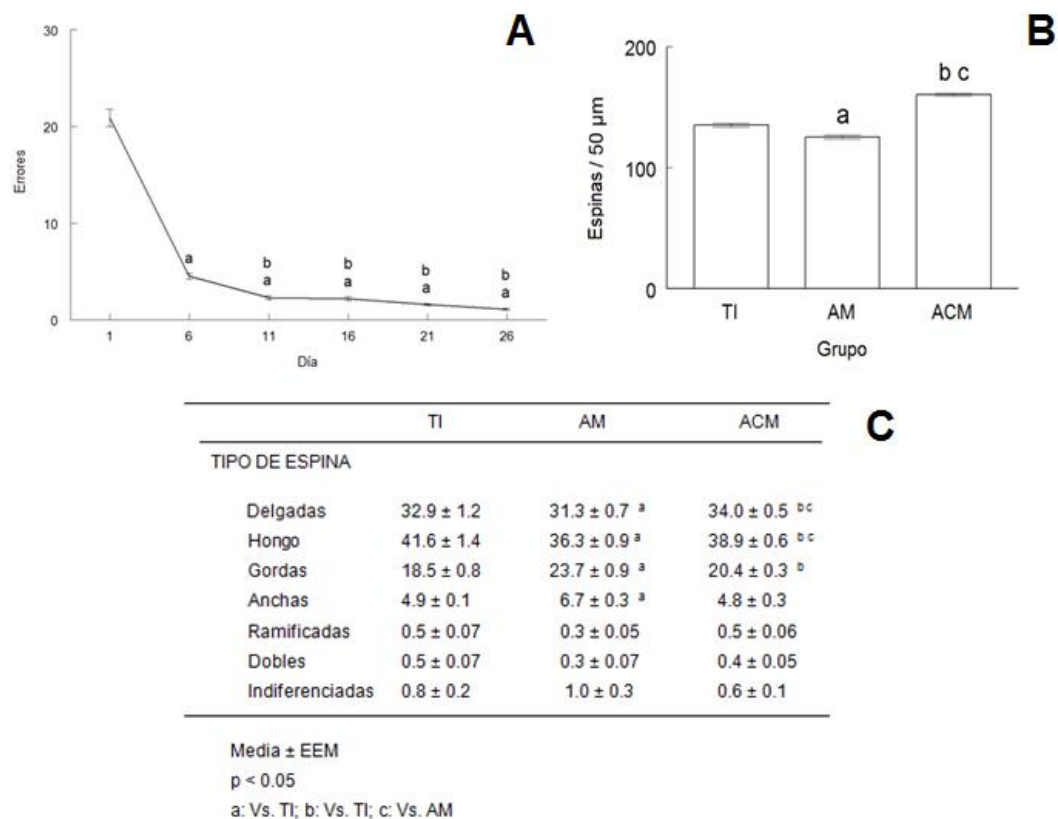 A
30
20
10
0
Errores
a
b
a
b
a
b
a
b
a
1 6 11 16 21 26
Día
B
200
100
0
Espinas / 50 µm
a
b c
TI AM ACM
Grupo
C
TI AM ACM
TIPO DE ESPINA
Delgadas 32.9 ± 1.2 31.3 ± 0.7 a 34.0 ± 0.5 b c
Hongo 41.6 ± 1.4 36.3 ± 0.9 a 38.9 ± 0.6 b c
Gordas 18.5 ± 0.8 23.7 ± 0.9 a 20.4 ± 0.3 b
Anchas 4.9 ± 0.1 6.7 ± 0.3 a 4.8 ± 0.3
Ramificadas 0.5 ± 0.07 0.3 ± 0.05 0.5 ± 0.06
Dobles 0.5 ± 0.07 0.3 ± 0.07 0.4 ± 0.05
Indiferenciadas 0.8 ± 0.2 1.0 ± 0.3 0.6 ± 0.1
Media ± EEM
p < 0.05
a: Vs. TI; b: Vs. TI; c: Vs. AM